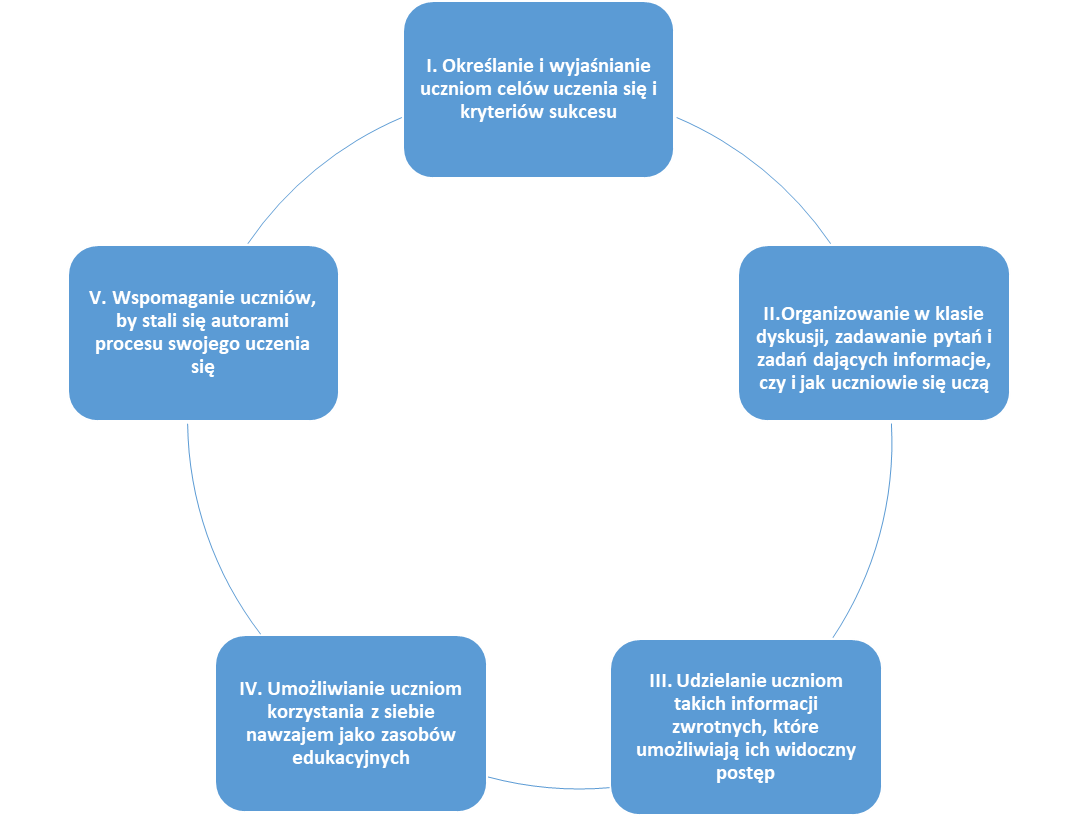 I. Określanie i wyjaśnianie
uczniom celów uczenia się i
kryteriów sukcesu
II.Organizowanie w klasie
dyskusji, zadawanie pytań i
zadań dających informacje,
czy i jak uczniowie się uczą
III. Udzielanie uczniom
takich informacji
zwrotnych, które
umożliwiają ich widoczny
postęp
IV. Umożliwianie uczniom
korzystania z siebie
nawzajem jako zasobów
edukacyjnych
V. Wspomaganie uczniów,
by stali się autorami
procesu swojego uczenia
się